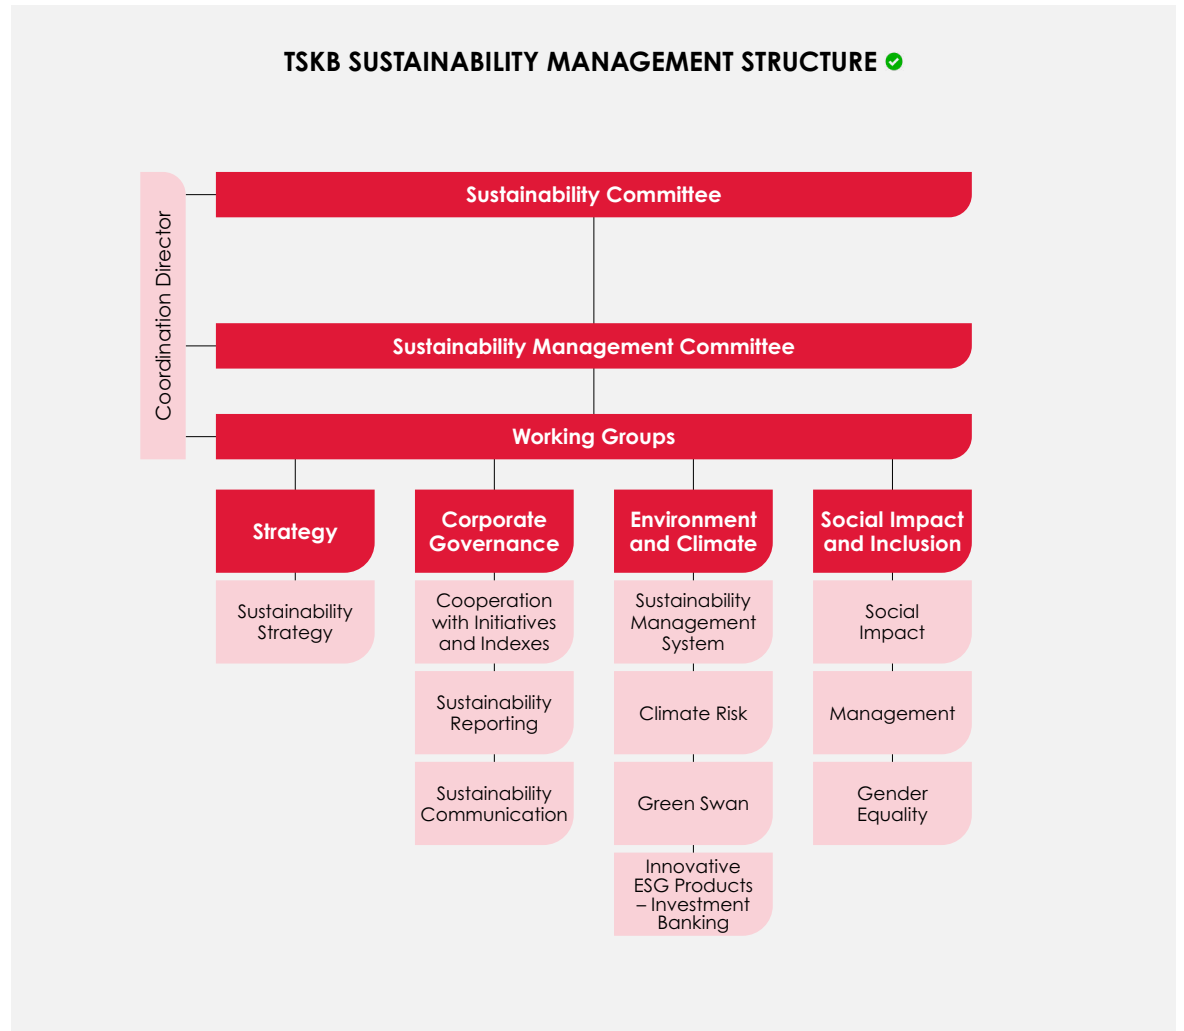 TSKB SUSTAINABILITY MANAGEMENT STRUCTURE
Coordination Director
Sustainability Committee
Sustainability Management Committee
Working Groups
Strategy
Sustainability
Strategy
Corporate
Governance
Cooperation
with Initiatives
and Indexes
Sustainability
Reporting
Sustainability
Communication
Environment
and Climate
Sustainability
Management
System
Climate Risk
Green Swan
Innovative
ESG Products
– Investment
Banking
Social Impact
and Inclusion
Social
Impact
Management
Gender
Equality